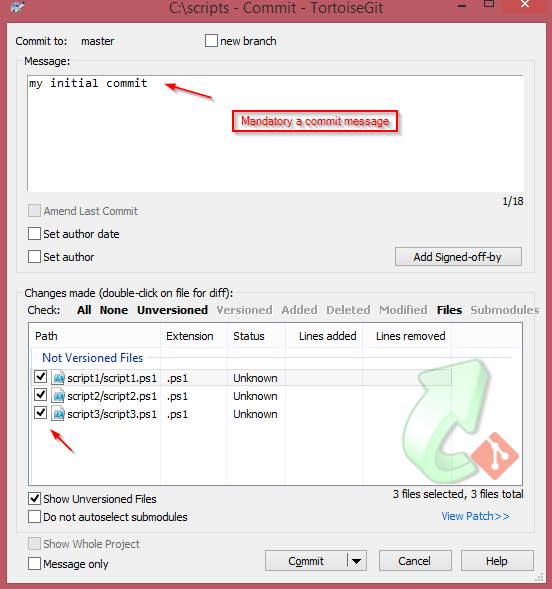 C:\scripts - Commit - TortoiseGit
Commit to: master new branch
Message:
my initial commit
Mandatory a commit message
1/18
Amend Last Commit
Set author date
Set author
Add Signed-off-by
Changes made (double-click on file for diff):
Check: All None Unversioned Versioned Added Deleted Modified Files Submodules
Path Extension Status Lines added Lines removed
Not Versioned Files
script1/script1.ps1 .ps1 Unknown
script2/script2.ps1 .ps1 Unknown
script3/script3.ps1 .ps1 Unknown
Show Unversioned Files
3 files selected, 3 files total
Do not autoselect submodules
View Patch>>
Show Whole Project
Message only
Commit Cancel Help